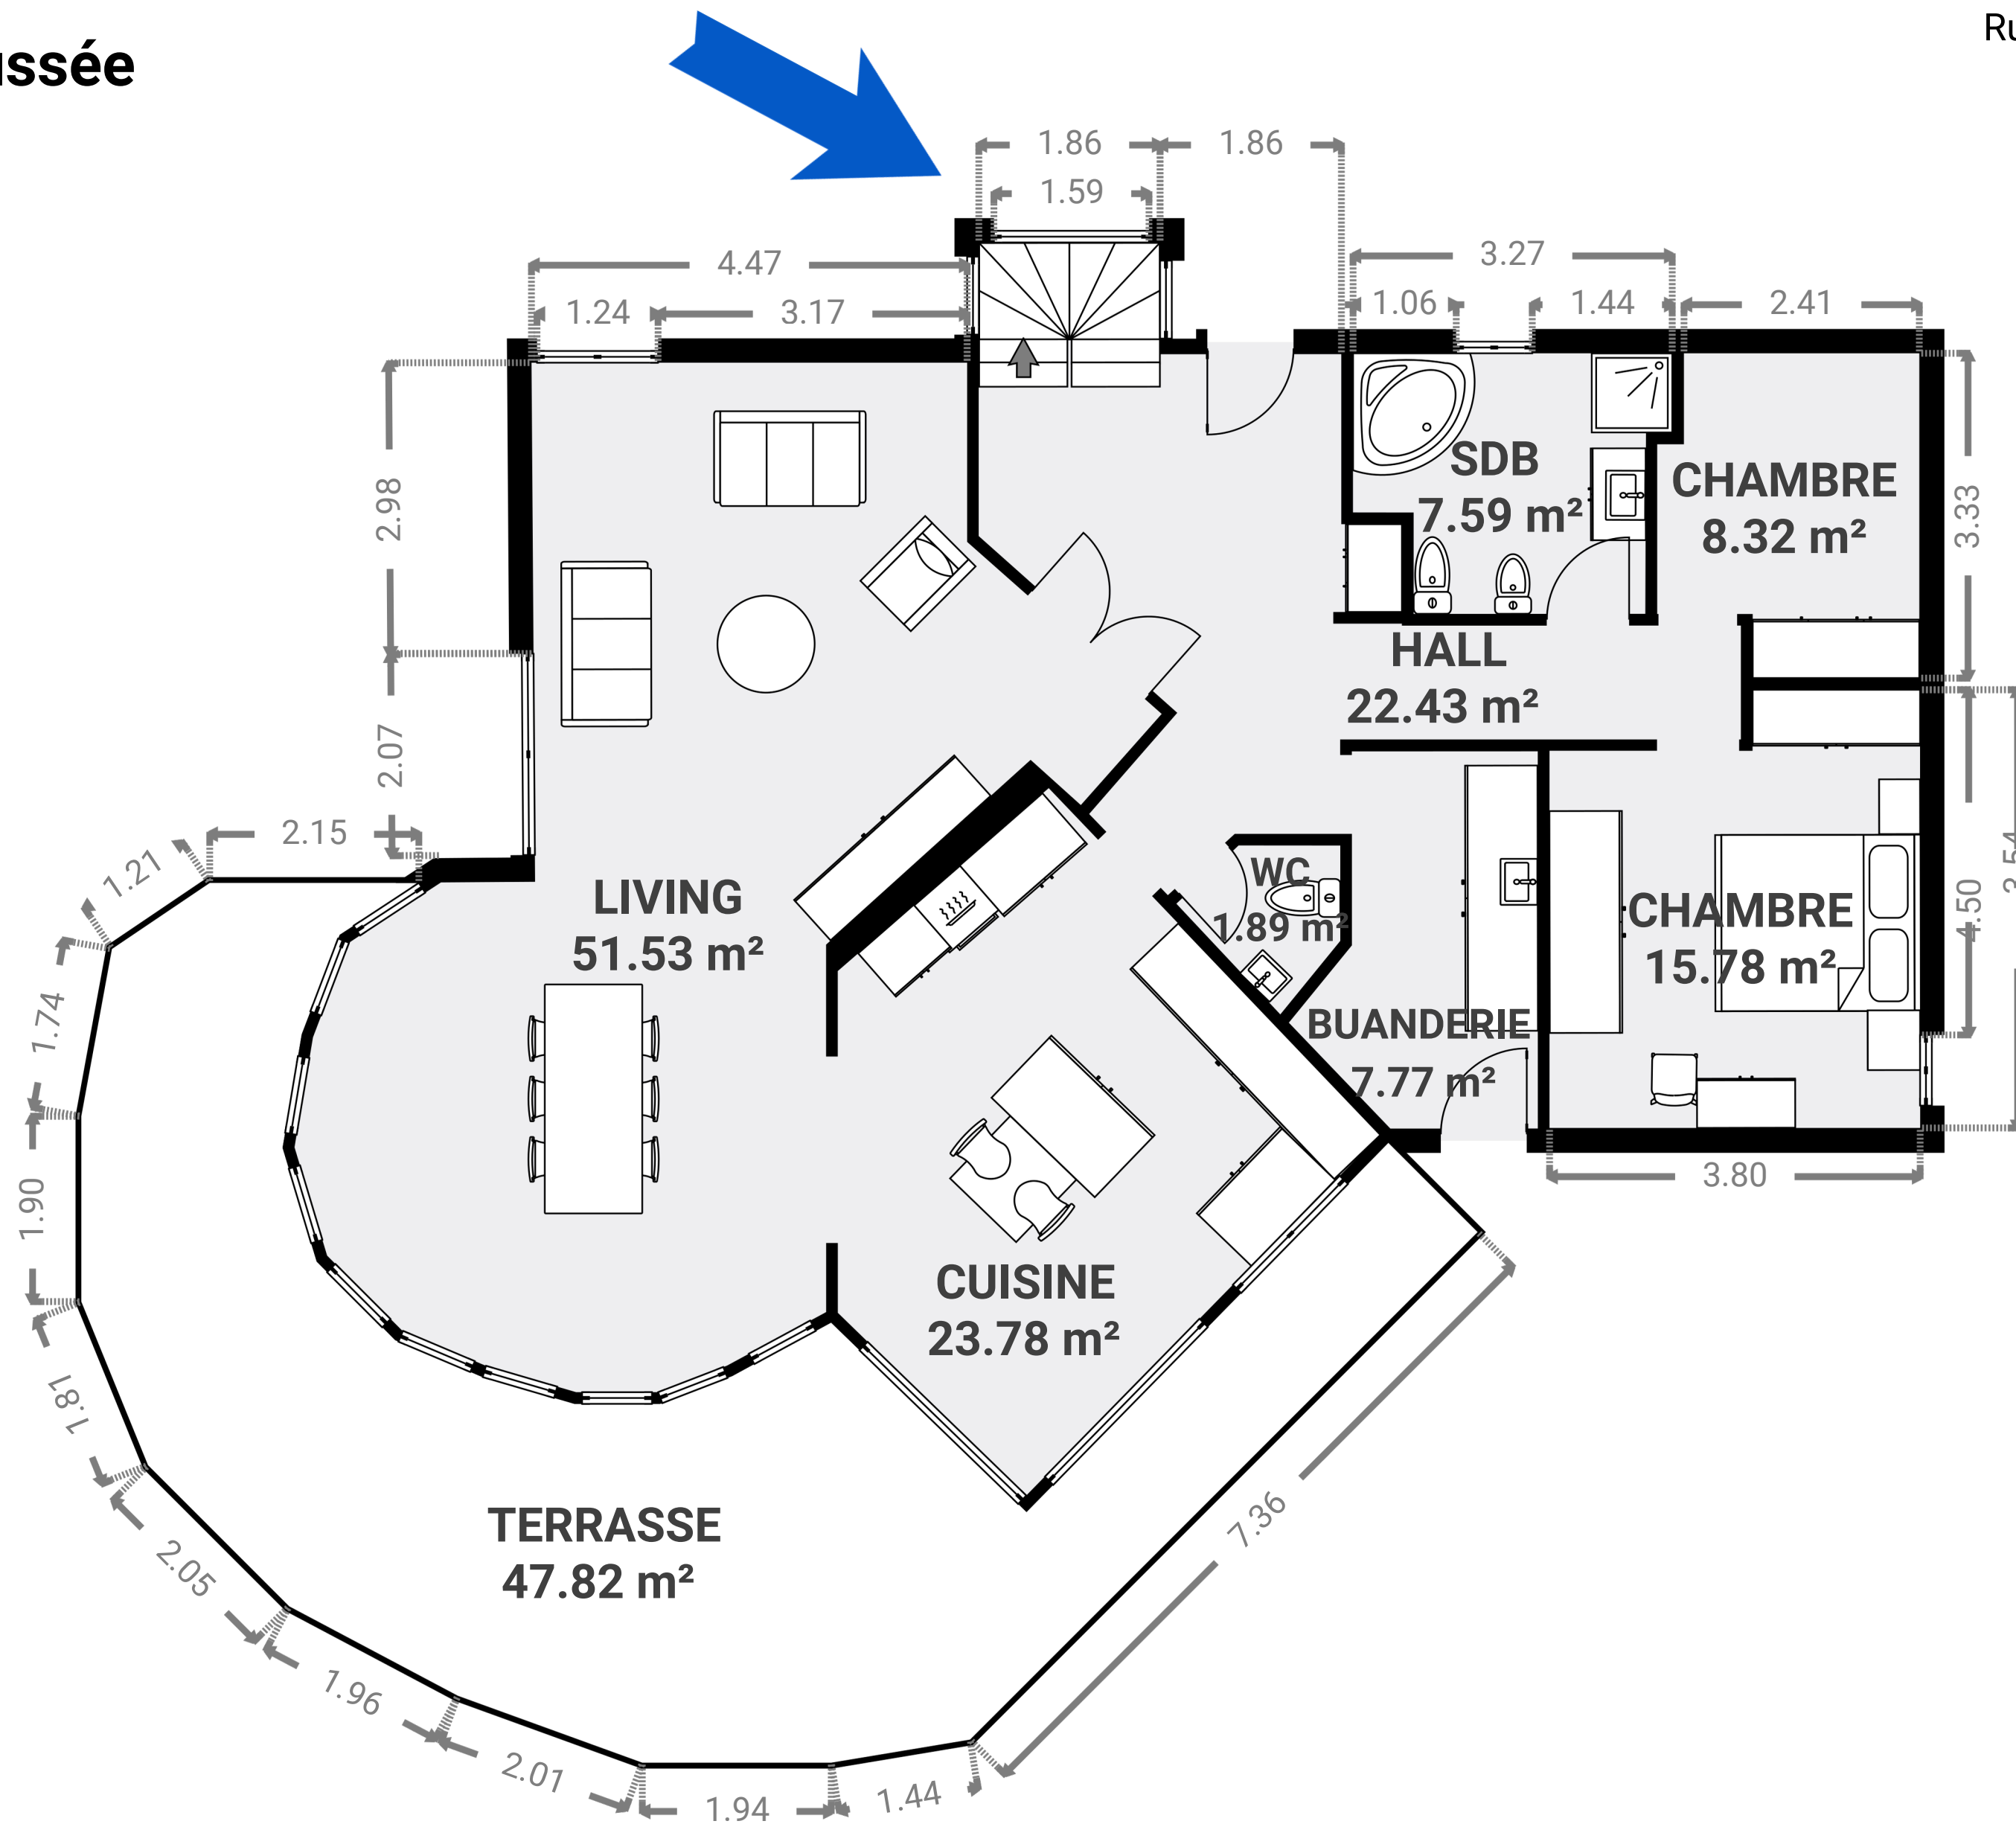 ssée
Ru
1.86
1.86
1.59
4.47
3.27
1.24
3.17
1.06
1.44
2.41
SDB
7.59 m²
CHAMBRE
8.32 m²
2.98
3.33
HALL
22.43 m²
2.07
2.15
1.21
LIVING
51.53 m²
WC
1.89 m²
CHAMBRE
15.78 m²
4.50
3.54
1.74
BUANDERIE
7.77 m²
1.90
3.80
CUISINE
23.78 m²
1.81
TERRASSE
47.82 m²
7.36
2.05
1.96
2.01
1.94
1.44